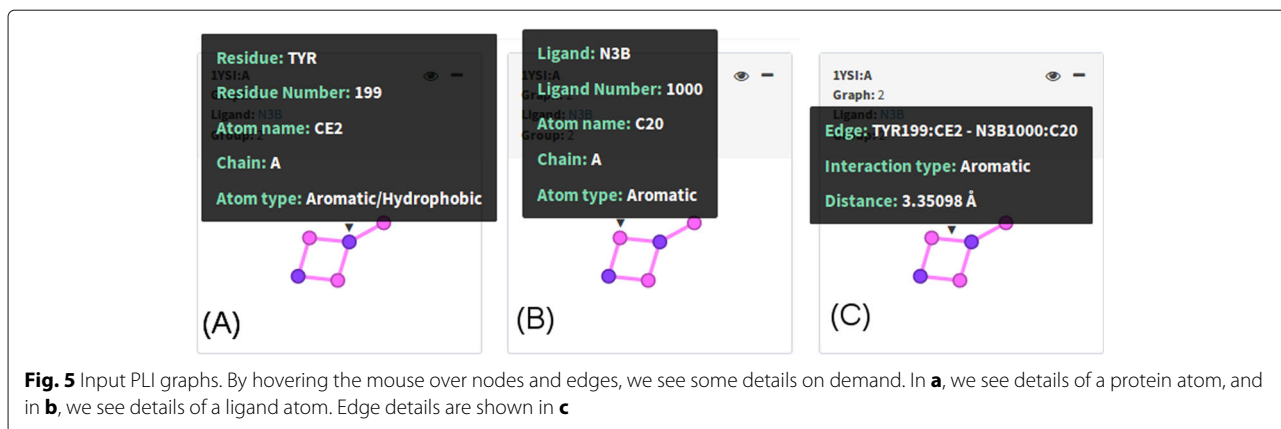 Residue: TYR
1YSI:A
Residue Number: 199
Ligand: N3B
Atom name: CE2
Chain: A
Atom type: Aromatic/Hydrophobic
(A)
Ligand: N3B
1YSI:A
Ligand Number: 1000
Atom name: C20
Chain: A
Atom type: Aromatic
(B)
1YSI:A
Graph: 2
Edge: TYR199:CE2 - N3B1000:C20
Interaction type: Aromatic
Distance: 3.35098 Å
(C)
Fig. 5 Input PLI graphs. By hovering the mouse over nodes and edges, we see some details on demand. In a, we see details of a protein atom, and
in b, we see details of a ligand atom. Edge details are shown in c